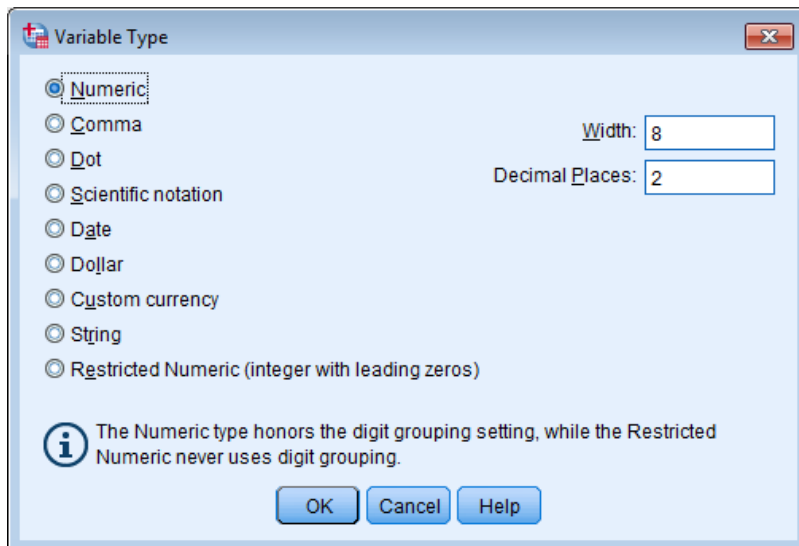 Variable Type
Numeric
Comma
Width: 8
Dot
Decimal Places: 2
Scientific notation
Date
Dollar
Custom currency
String
Restricted Numeric (integer with leading zeros)
The Numeric type honors the digit grouping setting, while the Restricted
Numeric never uses digit grouping.
OK Cancel Help